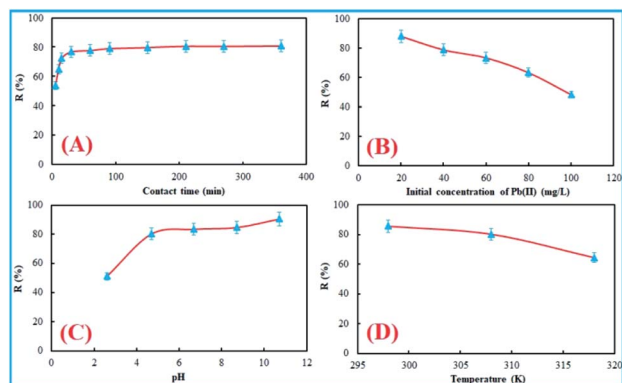 100
80
60
40
20
0
R (%)
(A)
0 100 200 300 400
Contact time (min)
100
80
60
40
20
0
R (%)
(B)
0 20 40 60 80 100 120
Initial concentration of Pb(II) (mg/L)
100
80
60
40
20
0
R (%)
(C)
0 2 4 6 8 10 12
pH
100
80
60
40
20
0
R (%)
(D)
295 300 305 310 315 320
Temperature (K)